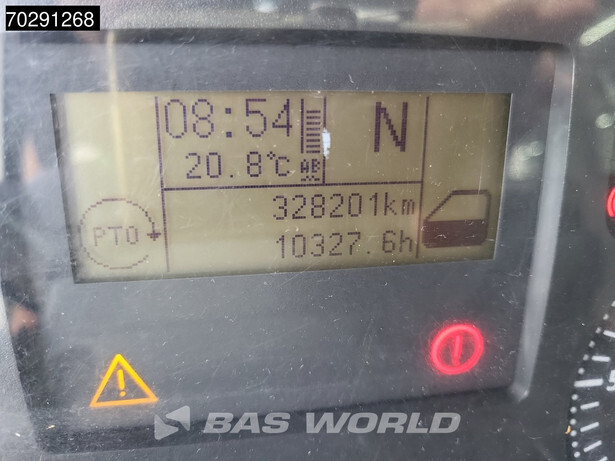 70291268
08:54
N
20.8°C
328201km
PTO
10327.6h
BAS WORLD